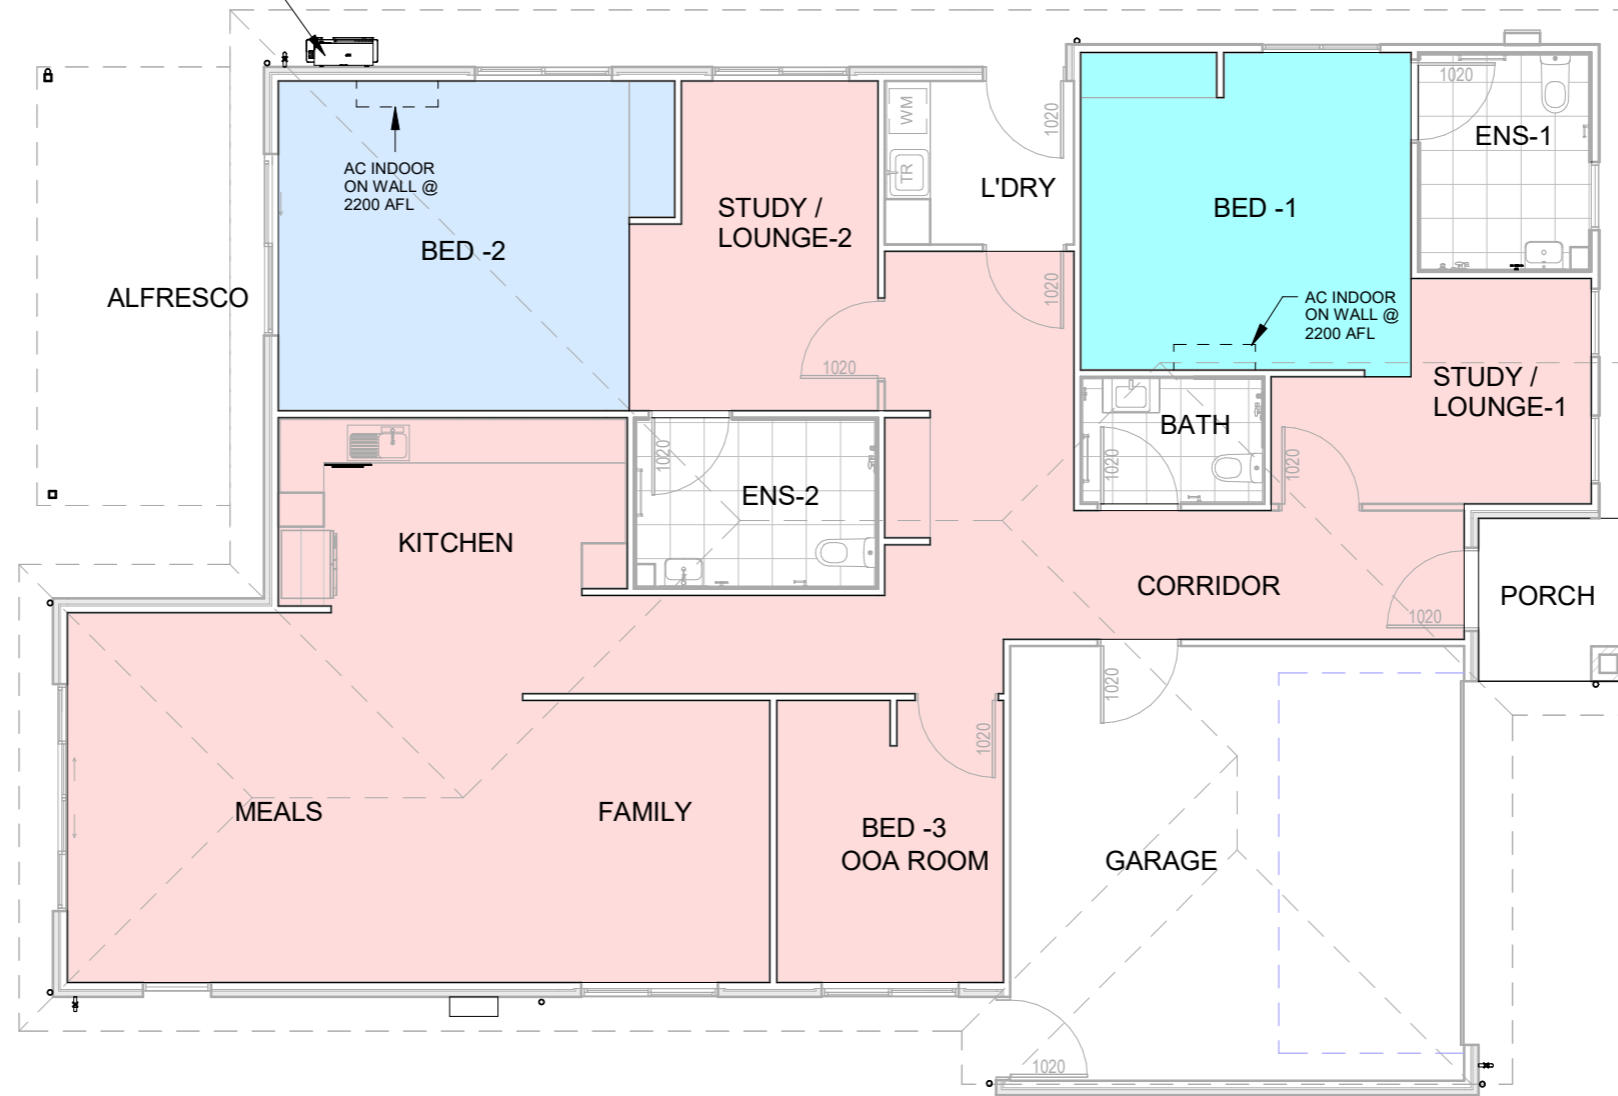 1020
WM
1020
ENS-1
AC INDOOR
ON WALL @
2200 AFL
TR
L'DRY
STUDY /
LOUNGE-2
BED -1
BED -2
ALFRESCO
1020
AC INDOOR
ON WALL @
2200 AFL
1020
STUDY /
LOUNGE-1
BATH
1020
1020
1020
ENS-2
KITCHEN
CORRIDOR
PORCH
1020
1020
1020
MEALS
FAMILY
BED -3
OOA ROOM
GARAGE
1020